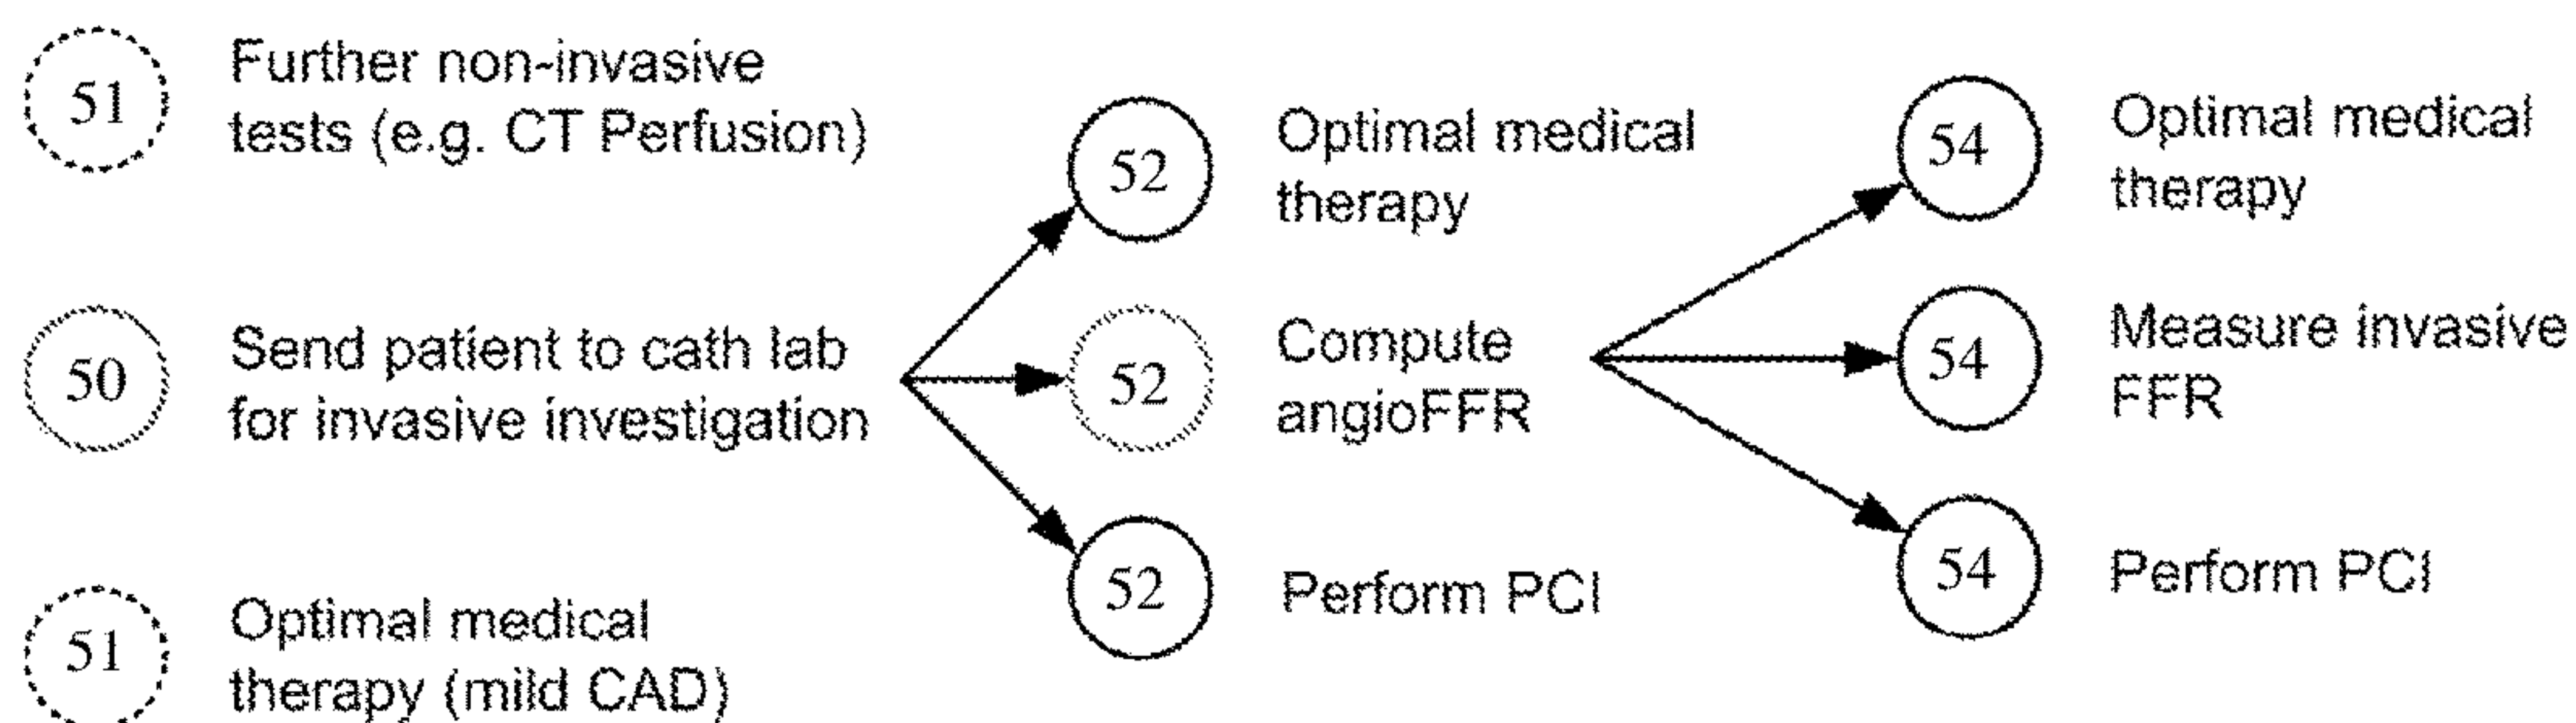 51
Further non-invasive
tests (e.g. CT Perfusion)
50
Send patient to cath lab
for invasive investigation
51
Optimal medical
therapy (mild CAD)
52
Optimal medical
therapy
52
Compute
angioFFR
52
Perform PCI
54
Optimal medical
therapy
54
Measure invasive
FFR
54
Perform PCI